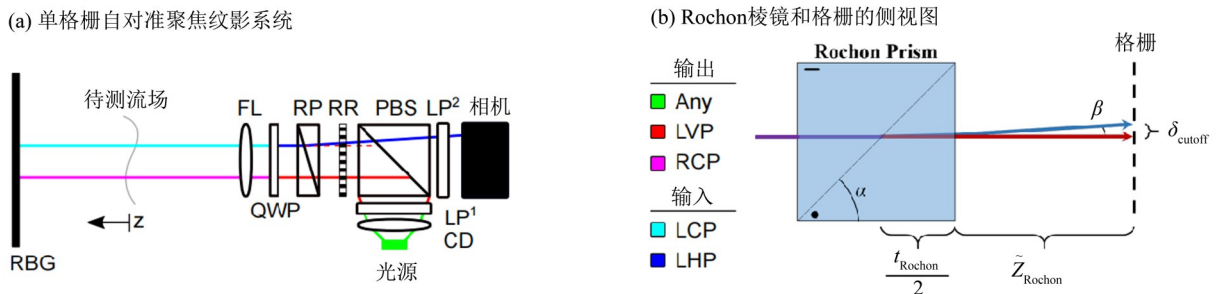 (a) 单格栅自对准聚焦纹影系统
待测流场
FL
RP
RR
PBS
LP²
相机
QWP
z
LP¹
CD
RBG
光源
输出
Any
LVP
RCP
输入
LCP
LHP
(b) Rochon棱镜和格栅的侧视图
Rochon Prism
格栅
β
δcutoff
α
tRochon
2
Z̃Rochon